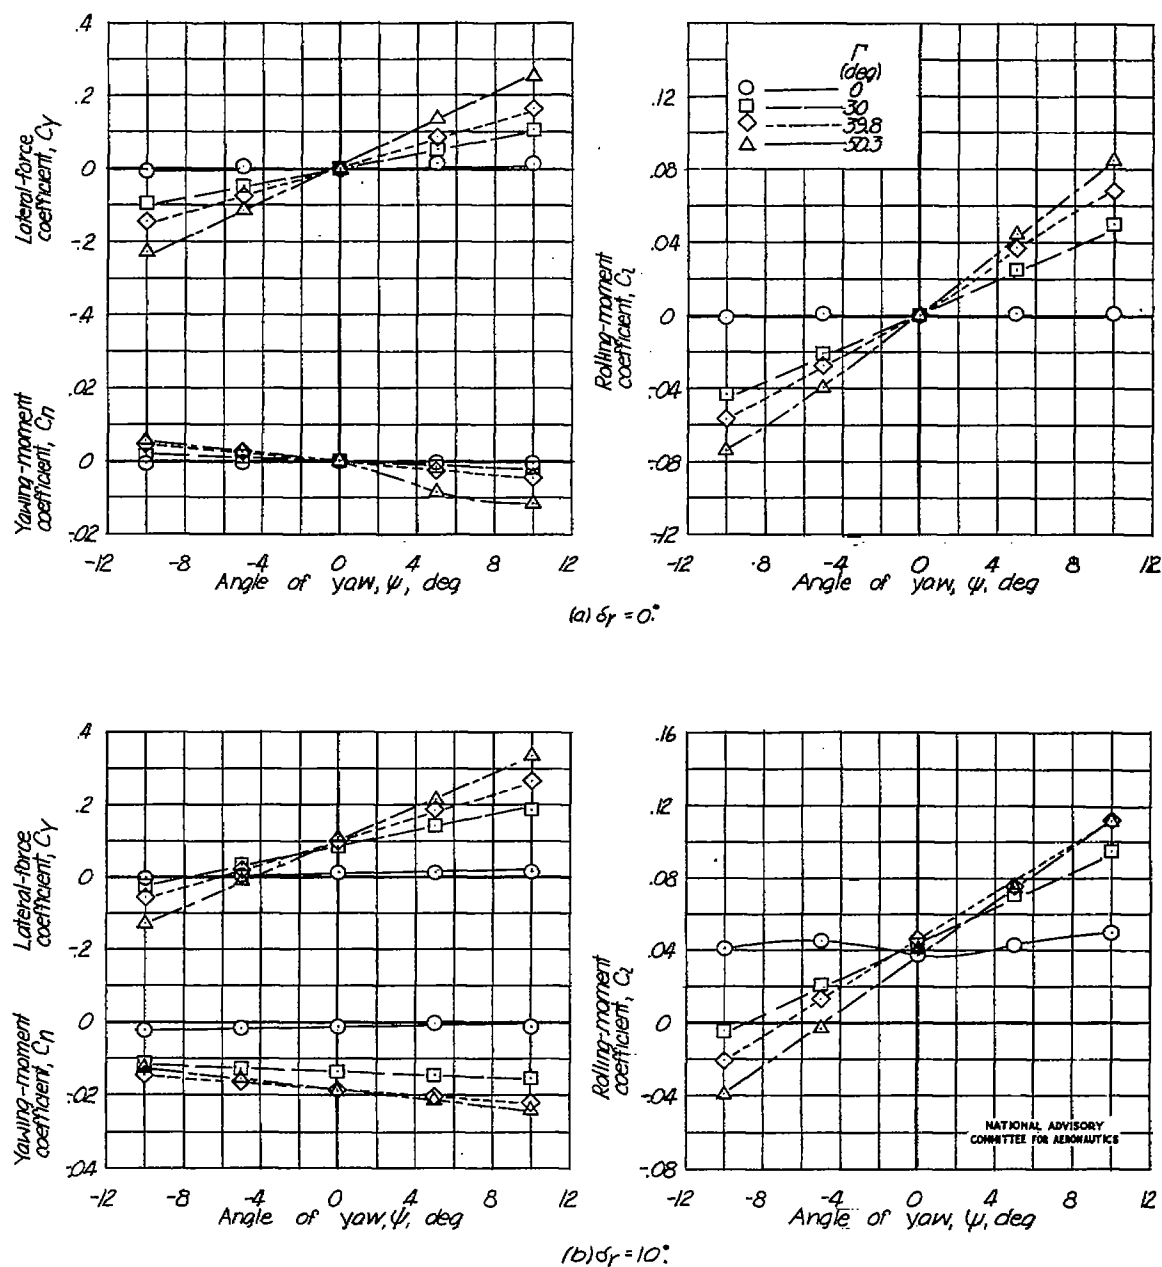 .4
.2
0
-.2
-.4
Lateral-force
coefficient, Cy
.02
0
-.02
Yawing-moment
coefficient, Cn
-12 -8 -4 0 4 8 12
Angle of yaw, ψ, deg
Γ
(deg)
0
30
39.8
50.3
.12
.08
.04
0
-.04
-.08
-.12
Rolling-moment
coefficient, Cl
-12 -8 -4 0 4 8 12
Angle of yaw, ψ, deg
(a) δr = 0°.
.4
.2
0
-.2
Lateral-force
coefficient, Cy
0
-.02
-.04
Yawing-moment
coefficient, Cn
-12 -8 -4 0 4 8 12
Angle of yaw, ψ, deg
.16
.12
.08
.04
0
-.04
-.08
Rolling-moment
coefficient, Cl
NATIONAL ADVISORY
COMMITTEE FOR AERONAUTICS
-12 -8 -4 0 4 8 12
Angle of yaw, ψ, deg
(b) δr = 10°.